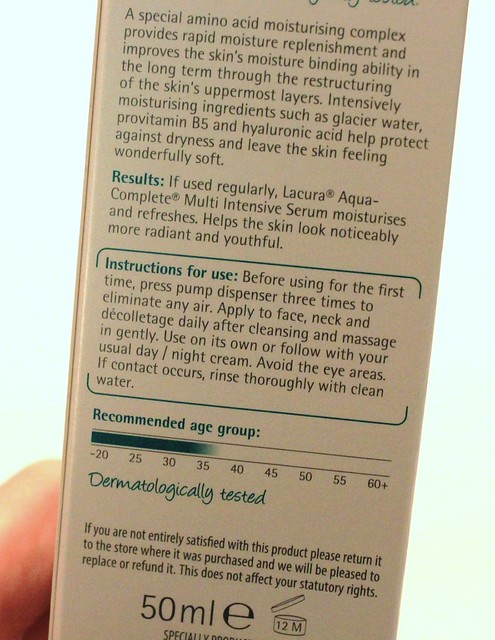 tested.
A special amino acid moisturising complex
provides rapid moisture replenishment and
improves the skin's moisture binding ability in
the long term through the restructuring
of the skin's uppermost layers. Intensively
moisturising ingredients such as glacier water,
provitamin B5 and hyaluronic acid help protect
against dryness and leave the skin feeling
wonderfully soft.
Results: If used regularly, Lacura® Aqua-
Complete® Multi Intensive Serum moisturises
and refreshes. Helps the skin look noticeably
more radiant and youthful.
Instructions for use: Before using for the first
time, press pump dispenser three times to
eliminate any air. Apply to face, neck and
décolletage daily after cleansing and massage
in gently. Use on its own or follow with your
usual day / night cream. Avoid the eye areas.
If contact occurs, rinse thoroughly with clean
water.
Recommended age group:
-20 25 30 35 40 45 50 55 60+
Dermatologically tested
If you are not entirely satisfied with this product please return it
to the store where it was purchased and we will be pleased to
replace or refund it. This does not affect your statutory rights.
50ml e 12 M
SPECIALLY